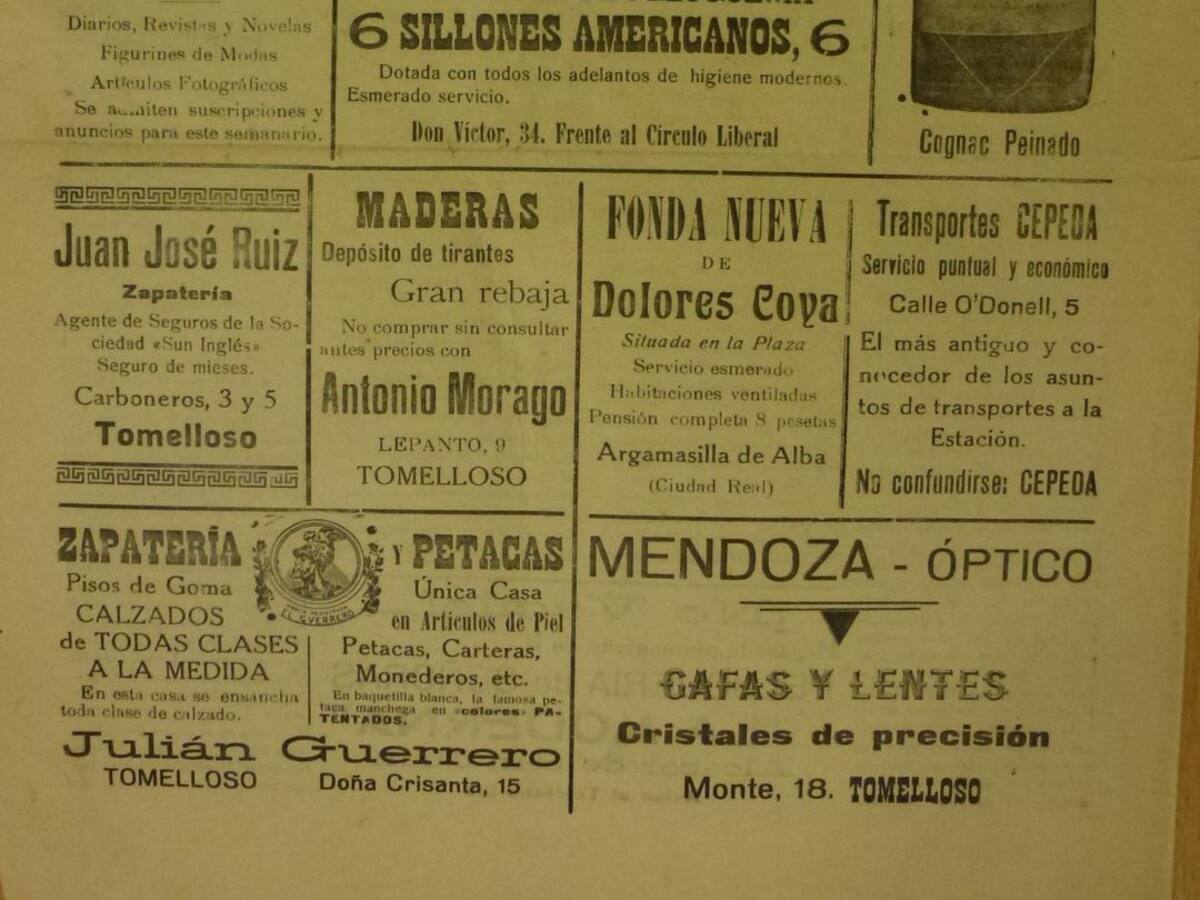 Diarios, Revistas y Novelas
Figurines de Modas
Artículos Fotográficos
Se admiten suscripciones y
anuncios para este semanario.
6 SILLONES AMERICANOS, 6
Dotada con todos los adelantos de higiene modernos.
Esmerado servicio.
Don Víctor, 34. Frente al Círculo Liberal
Cognac Peinado
Juan José Ruiz
Zapatería
Agente de Seguros de la So-
ciedad «Sun Inglés»
Seguro de mieses.
Carboneros, 3 y 5
Tomelloso
MADERAS
Depósito de tirantes
Gran rebaja
No comprar sin consultar
antes precios con
Antonio Morago
LEPANTO, 9
TOMELLOSO
FONDA NUEVA
DE
Dolores Coya
Situada en la Plaza
Servicio esmerado
Habitaciones ventiladas
Pensión completa 8 pesetas
Argamasilla de Alba
(Ciudad Real)
Transportes CEPEDA
Servicio puntual y económico
Calle O'Donell, 5
El más antiguo y co-
nocedor de los asun-
tos de transportes a la
Estación.
No confundirse: CEPEDA
ZAPATERÍA Y PETACAS
Pisos de Goma
CALZADOS
de TODAS CLASES
A LA MEDIDA
En esta casa se ensancha
toda clase de calzado.
MARCA REGISTRADA
EL GUERRERO
Única Casa
en Artículos de Piel
Petacas, Carteras,
Monederos, etc.
En baquetilla blanca, la famosa pe-
taca manchega en «colores» PA-
TENTADOS.
Julián Guerrero
TOMELLOSO Doña Crisanta, 15
MENDOZA - ÓPTICO
GAFAS Y LENTES
Cristales de precisión
Monte, 18. TOMELLOSO